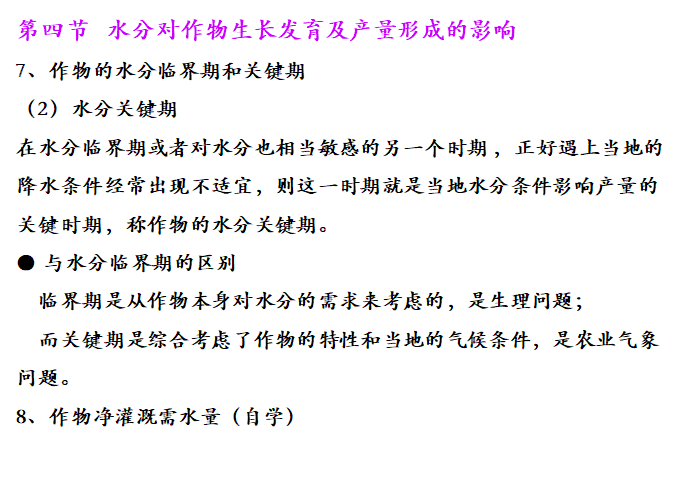 第四节 水分对作物生长发育及产量形成的影响
7、作物的水分临界期和关键期
（2）水分关键期
在水分临界期或者对水分也相当敏感的另一个时期，正好遇上当地的
降水条件经常出现不适宜，则这一时期就是当地水分条件影响产量的
关键时期，称作物的水分关键期。
● 与水分临界期的区别
临界期是从作物本身对水分的需求来考虑的，是生理问题；
而关键期是综合考虑了作物的特性和当地的气候条件，是农业气象
问题。
8、作物净灌溉需水量（自学）